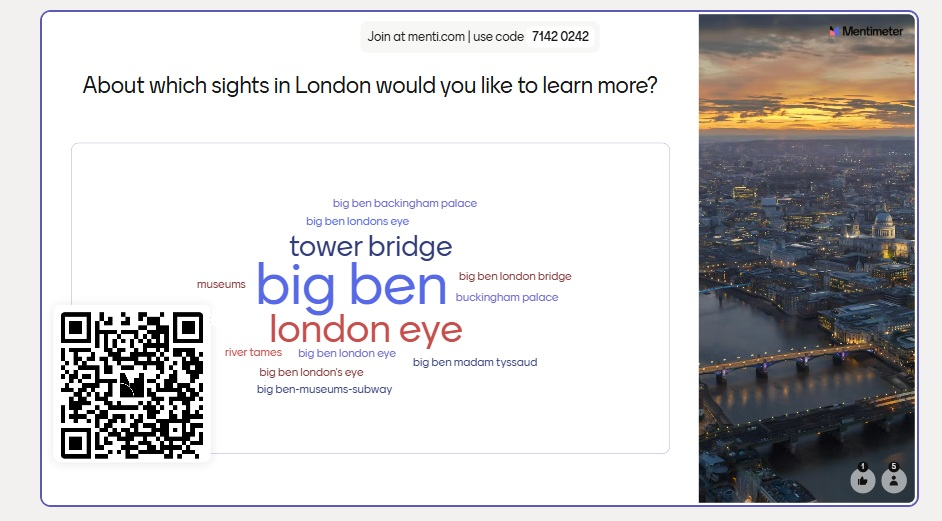 Join at menti.com | use code 7142 0242
Mentimeter
About which sights in London would you like to learn more?
big ben backingham palace
big ben londons eye
tower bridge
big ben
big ben london bridge
museums
buckingham palace
london eye
river tames
big ben london eye
big ben madam tyssaud
big ben london's eye
big ben-museums-subway
1
5